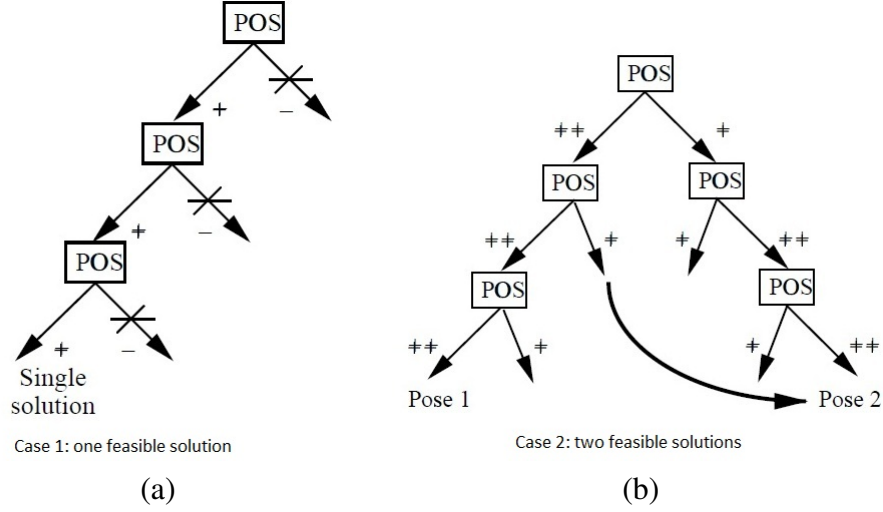 POS
+
–
POS
+
–
POS
+
–
Single
solution
Case 1: one feasible solution
(a)
POS
++
+
POS
POS
++
+
+
++
POS
POS
++
+
+
++
Pose 1
Pose 2
Case 2: two feasible solutions
(b)